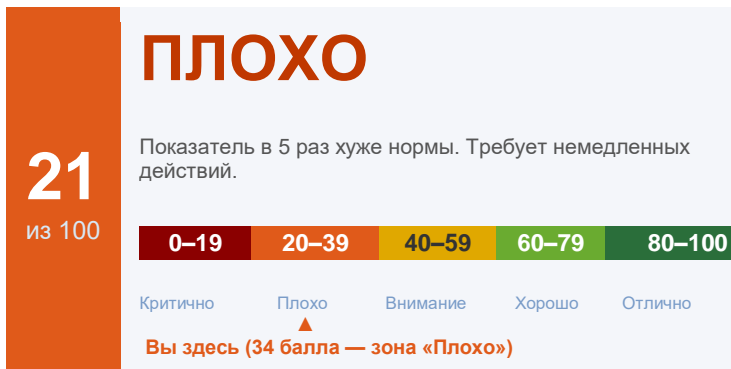 ПЛОХО
21
из 100
Показатель в 5 раз хуже нормы. Требует немедленных
действий.
0–19 20–39 40–59 60–79 80–100
Критично Плохо Внимание Хорошо Отлично
▲
Вы здесь (34 балла — зона «Плохо»)